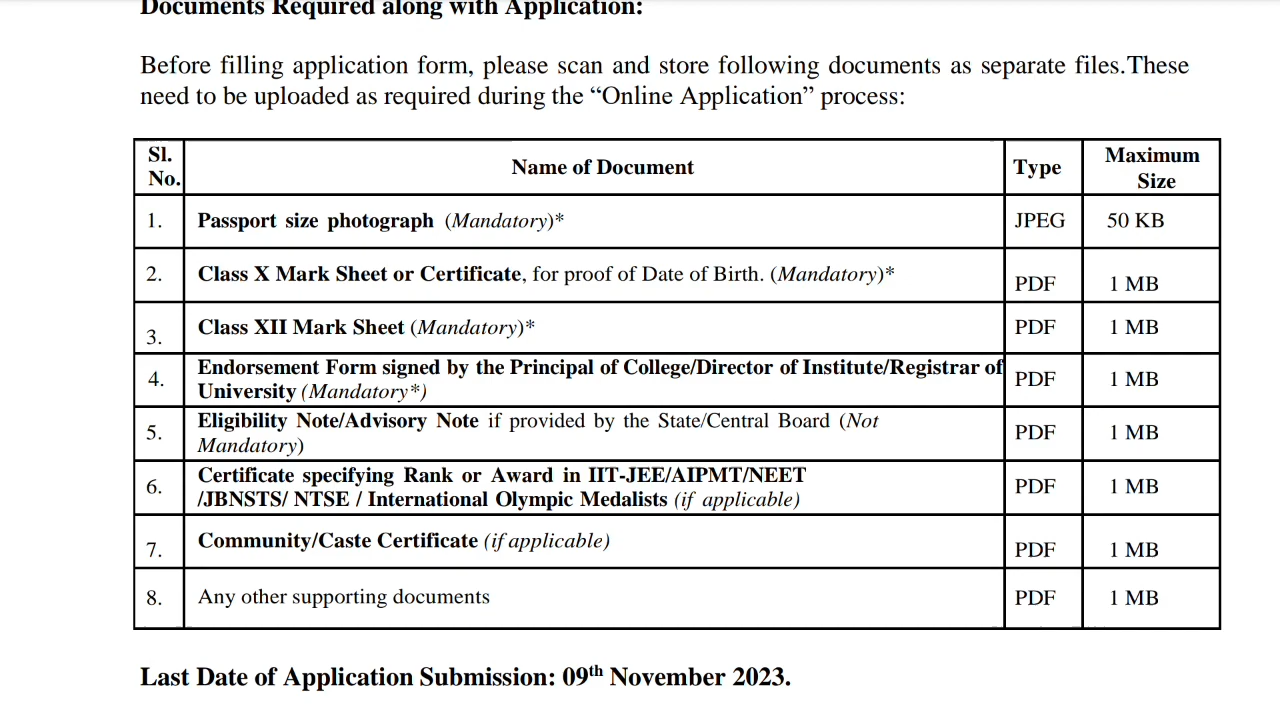 Documents Required along with Application:
Before filling application form, please scan and store following documents as separate files.These
need to be uploaded as required during the “Online Application” process:
Sl. No. Name of Document Type Maximum Size
1. Passport size photograph (Mandatory)* JPEG 50 KB
2. Class X Mark Sheet or Certificate, for proof of Date of Birth. (Mandatory)* PDF 1 MB
3. Class XII Mark Sheet (Mandatory)* PDF 1 MB
4. Endorsement Form signed by the Principal of College/Director of Institute/Registrar of
University (Mandatory*) PDF 1 MB
5. Eligibility Note/Advisory Note if provided by the State/Central Board (Not
Mandatory) PDF 1 MB
6. Certificate specifying Rank or Award in IIT-JEE/AIPMT/NEET
/JBNSTS/ NTSE / International Olympic Medalists (if applicable) PDF 1 MB
7. Community/Caste Certificate (if applicable) PDF 1 MB
8. Any other supporting documents PDF 1 MB
Last Date of Application Submission: 09th November 2023.